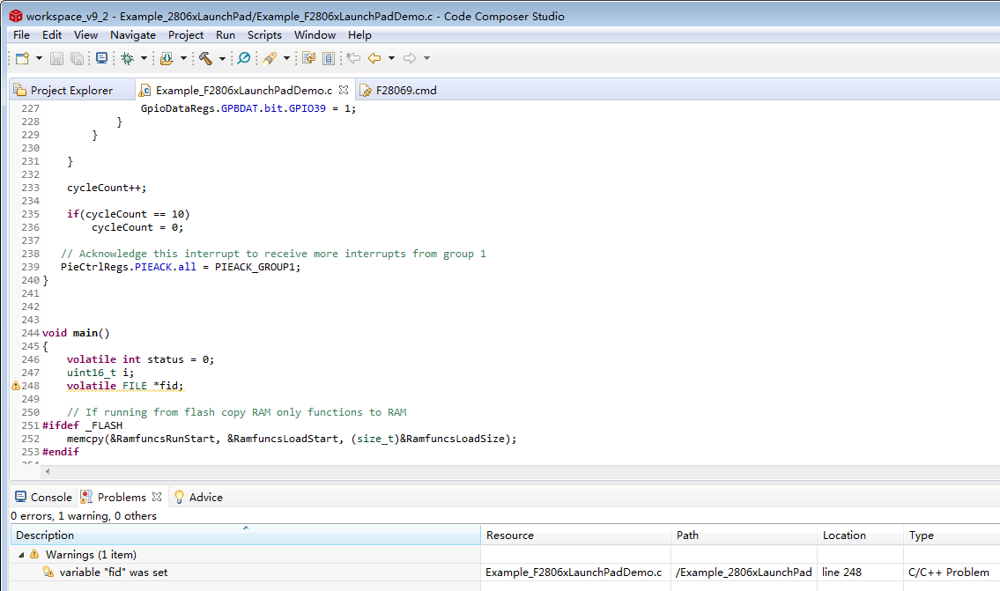 workspace_v9_2 - Example_2806xLaunchPad/Example_F2806xLaunchPadDemo.c - Code Composer Studio
File Edit View Navigate Project Run Scripts Window Help
Project Explorer Example_F2806xLaunchPadDemo.c F28069.cmd
227 GpioDataRegs.GPBDAT.bit.GPIO39 = 1;
228 }
229 }
230
231 }
232
233 cycleCount++;
234
235 if(cycleCount == 10)
236 cycleCount = 0;
237
238 // Acknowledge this interrupt to receive more interrupts from group 1
239 PieCtrlRegs.PIEACK.all = PIEACK_GROUP1;
240 }
241
242
243
244 void main()
245 {
246 volatile int status = 0;
247 uint16_t i;
248 volatile FILE *fid;
249
250 // If running from flash copy RAM only functions to RAM
251 #ifdef _FLASH
252 memcpy(&RamfuncsRunStart, &RamfuncsLoadStart, (size_t)&RamfuncsLoadSize);
253 #endif
Console Problems Advice
0 errors, 1 warning, 0 others
Description Resource Path Location Type
Warnings (1 item)
variable "fid" was set Example_F2806xLaunchPadDemo.c /Example_2806xLaunchPad line 248 C/C++ Problem